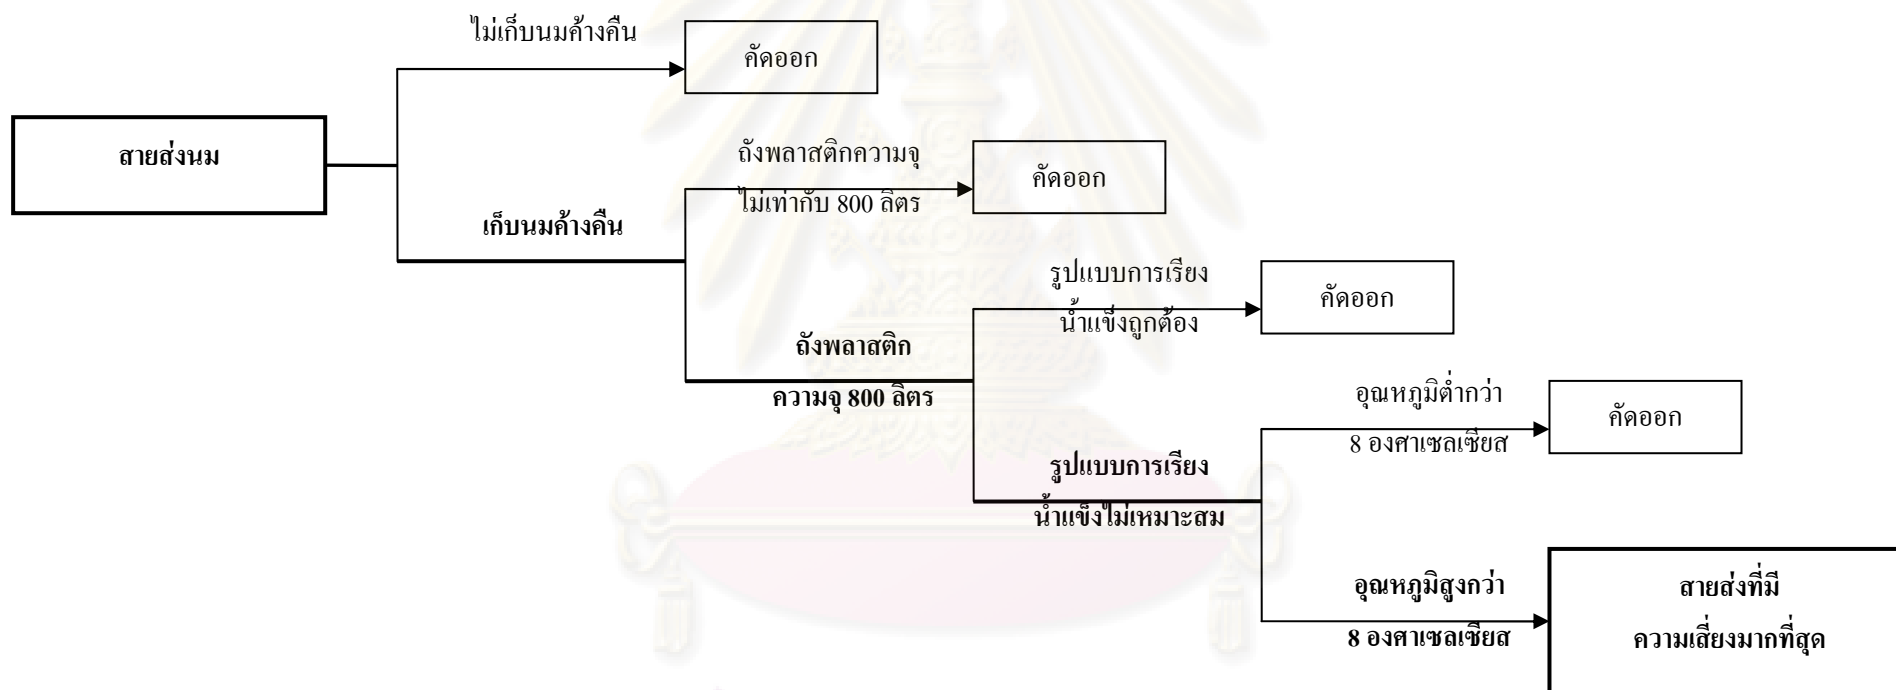 ไม่เก็บนมค้างคืน
คัดออก
สายส่งนม
ถังพลาสติกความจุ
ไม่เท่ากับ 800 ลิตร
คัดออก
เก็บนมค้างคืน
รูปแบบการเรียง
น้ำแข็งถูกต้อง
คัดออก
ถังพลาสติก
ความจุ 800 ลิตร
อุณหภูมิต่ำกว่า
8 องศาเซลเซียส
คัดออก
รูปแบบการเรียง
น้ำแข็งไม่เหมาะสม
อุณหภูมิสูงกว่า
8 องศาเซลเซียส
สายส่งที่มี
ความเสี่ยงมากที่สุด